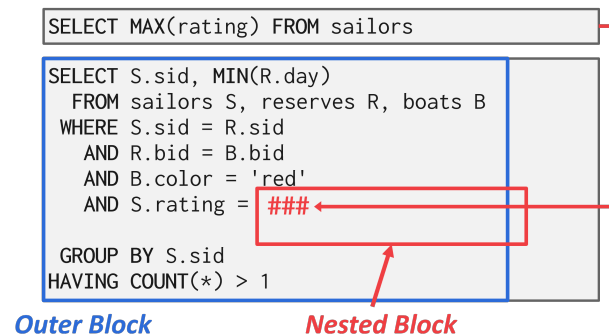 SELECT MAX(rating) FROM sailors
SELECT S.sid, MIN(R.day)
FROM sailors S, reserves R, boats B
WHERE S.sid = R.sid
AND R.bid = B.bid
AND B.color = 'red'
AND S.rating = ###
GROUP BY S.sid
HAVING COUNT(*) > 1
Outer Block
Nested Block